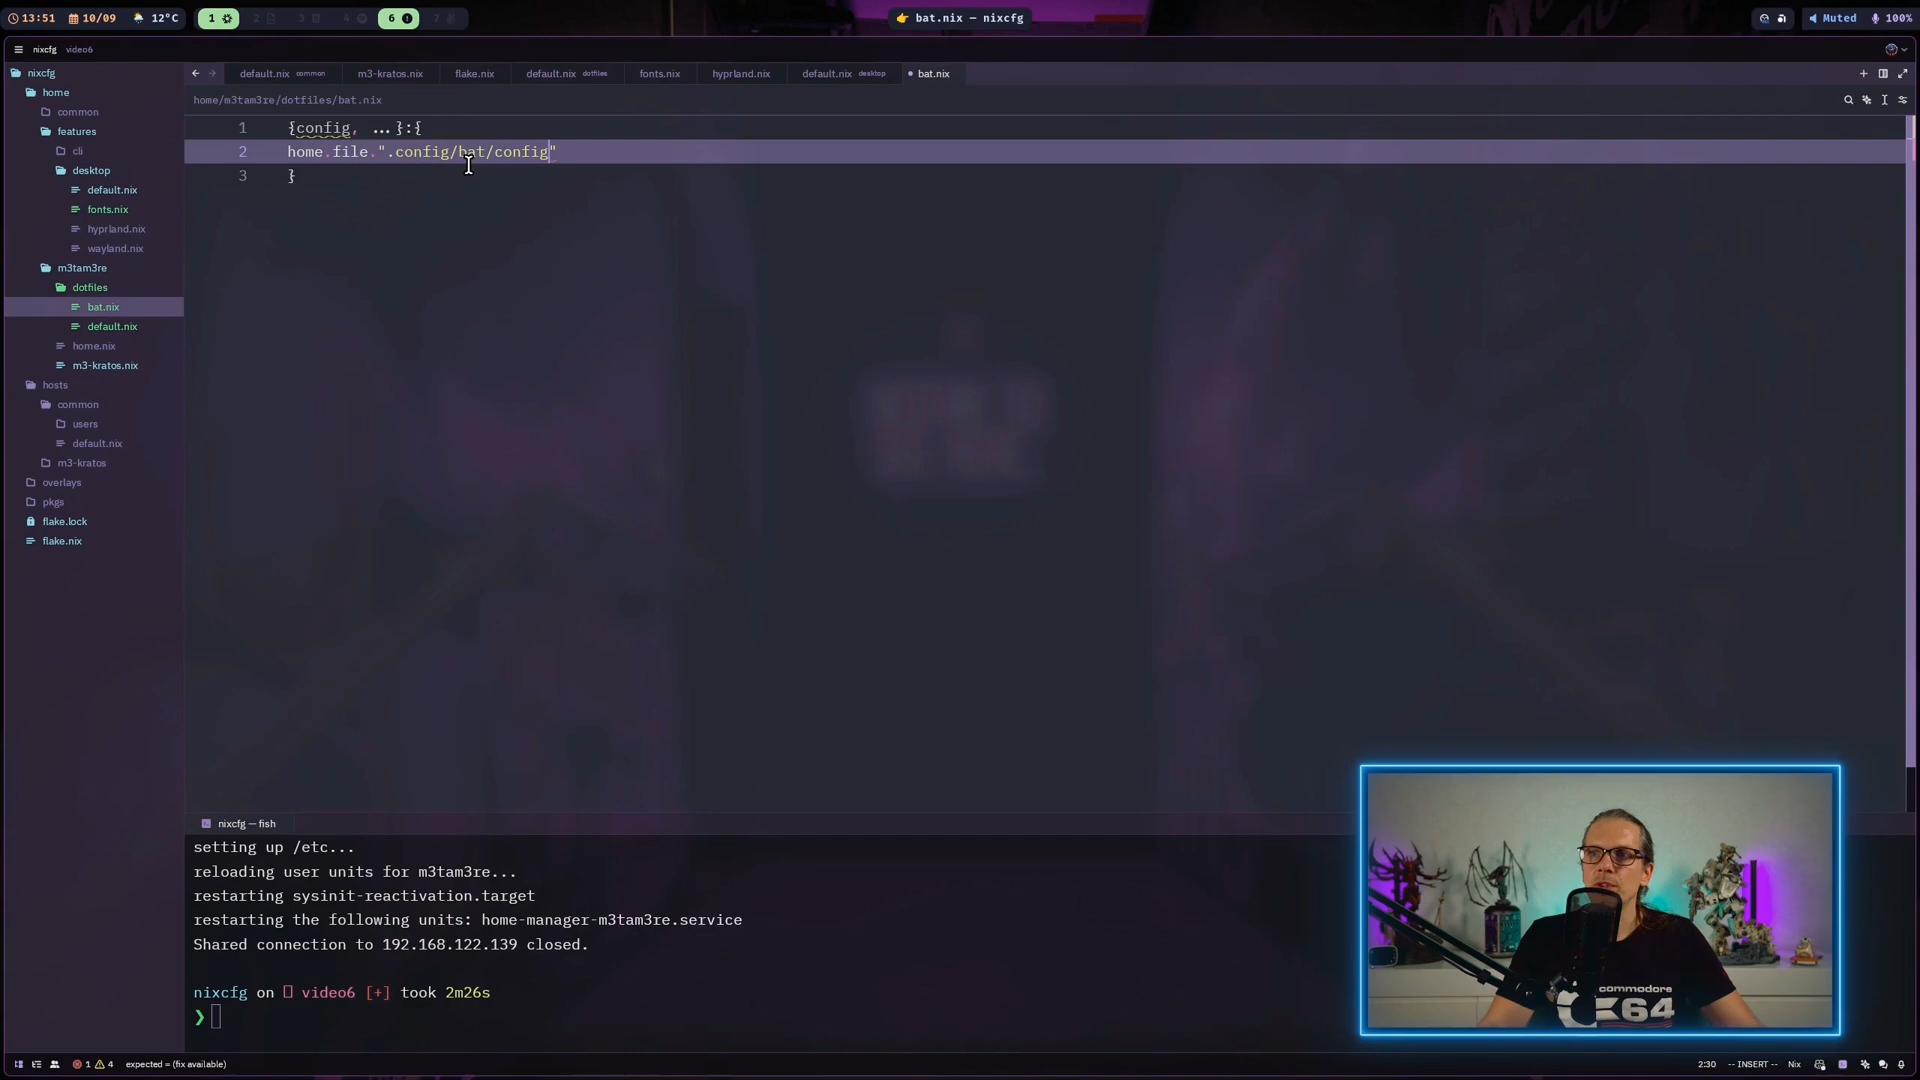 13:51 10/09 12°C 1 2 3 4 6 7
👉 bat.nix — nixcfg
Muted 100%
nixcfg video6
nixcfg
home
common
features
cli
desktop
default.nix
fonts.nix
hyprland.nix
wayland.nix
m3tam3re
dotfiles
bat.nix
default.nix
home.nix
m3-kratos.nix
hosts
common
users
default.nix
m3-kratos
overlays
pkgs
flake.lock
flake.nix
default.nix common m3-kratos.nix flake.nix default.nix dotfiles fonts.nix hyprland.nix default.nix desktop bat.nix
home/m3tam3re/dotfiles/bat.nix
1 {config, ...}:{
2 home.file.".config/bat/config"
3 }
nixcfg — fish
setting up /etc...
reloading user units for m3tam3re...
restarting sysinit-reactivation.target
restarting the following units: home-manager-m3tam3re.service
Shared connection to 192.168.122.139 closed.
nixcfg on video6 [+] took 2m26s
❯
commodore
C=64
1 4 expected = (fix available)
2:30 -- INSERT -- Nix